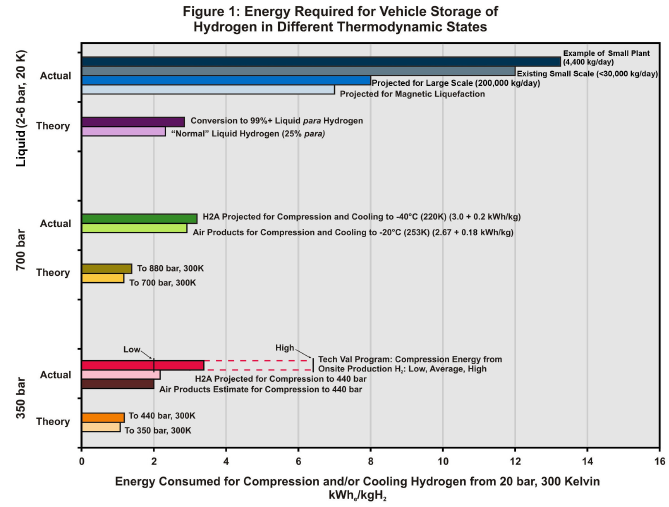 Figure 1: Energy Required for Vehicle Storage of
Hydrogen in Different Thermodynamic States
Liquid (2-6 bar, 20 K)
Actual
Example of Small Plant
(4,400 kg/day)
Existing Small Scale (<30,000 kg/day)
Projected for Large Scale (200,000 kg/day)
Projected for Magnetic Liquefaction
Theory
Conversion to 99%+ Liquid para Hydrogen
“Normal” Liquid Hydrogen (25% para)
700 bar
Actual
H2A Projected for Compression and Cooling to -40°C (220K) (3.0 + 0.2 kWh/kg)
Air Products for Compression and Cooling to -20°C (253K) (2.67 + 0.18 kWh/kg)
Theory
To 880 bar, 300K
To 700 bar, 300K
350 bar
Actual
Low
High
Tech Val Program: Compression Energy from
Onsite Production H₂: Low, Average, High
H2A Projected for Compression to 440 bar
Air Products Estimate for Compression to 440 bar
Theory
To 440 bar, 300K
To 350 bar, 300K
0 2 4 6 8 10 12 14 16
Energy Consumed for Compression and/or Cooling Hydrogen from 20 bar, 300 Kelvin
kWhₑ/kgH₂